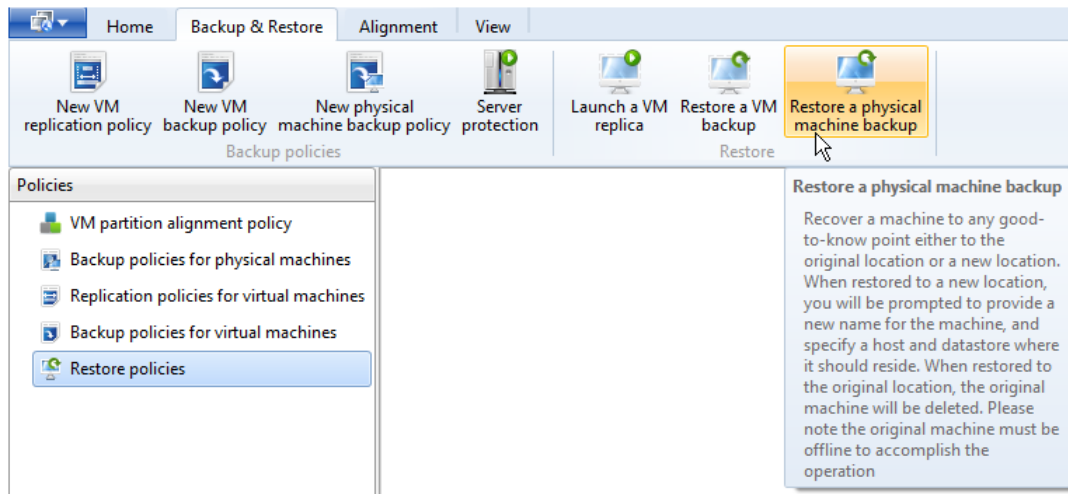 Home Backup & Restore Alignment View
New VM replication policy
New VM backup policy
New physical machine backup policy
Server protection
Backup policies
Launch a VM replica
Restore a VM backup
Restore a physical machine backup
Restore
Policies
VM partition alignment policy
Backup policies for physical machines
Replication policies for virtual machines
Backup policies for virtual machines
Restore policies
Restore a physical machine backup
Recover a machine to any good-
to-know point either to the
original location or a new location.
When restored to a new location,
you will be prompted to provide a
new name for the machine, and
specify a host and datastore where
it should reside. When restored to
the original location, the original
machine will be deleted. Please
note the original machine must be
offline to accomplish the
operation